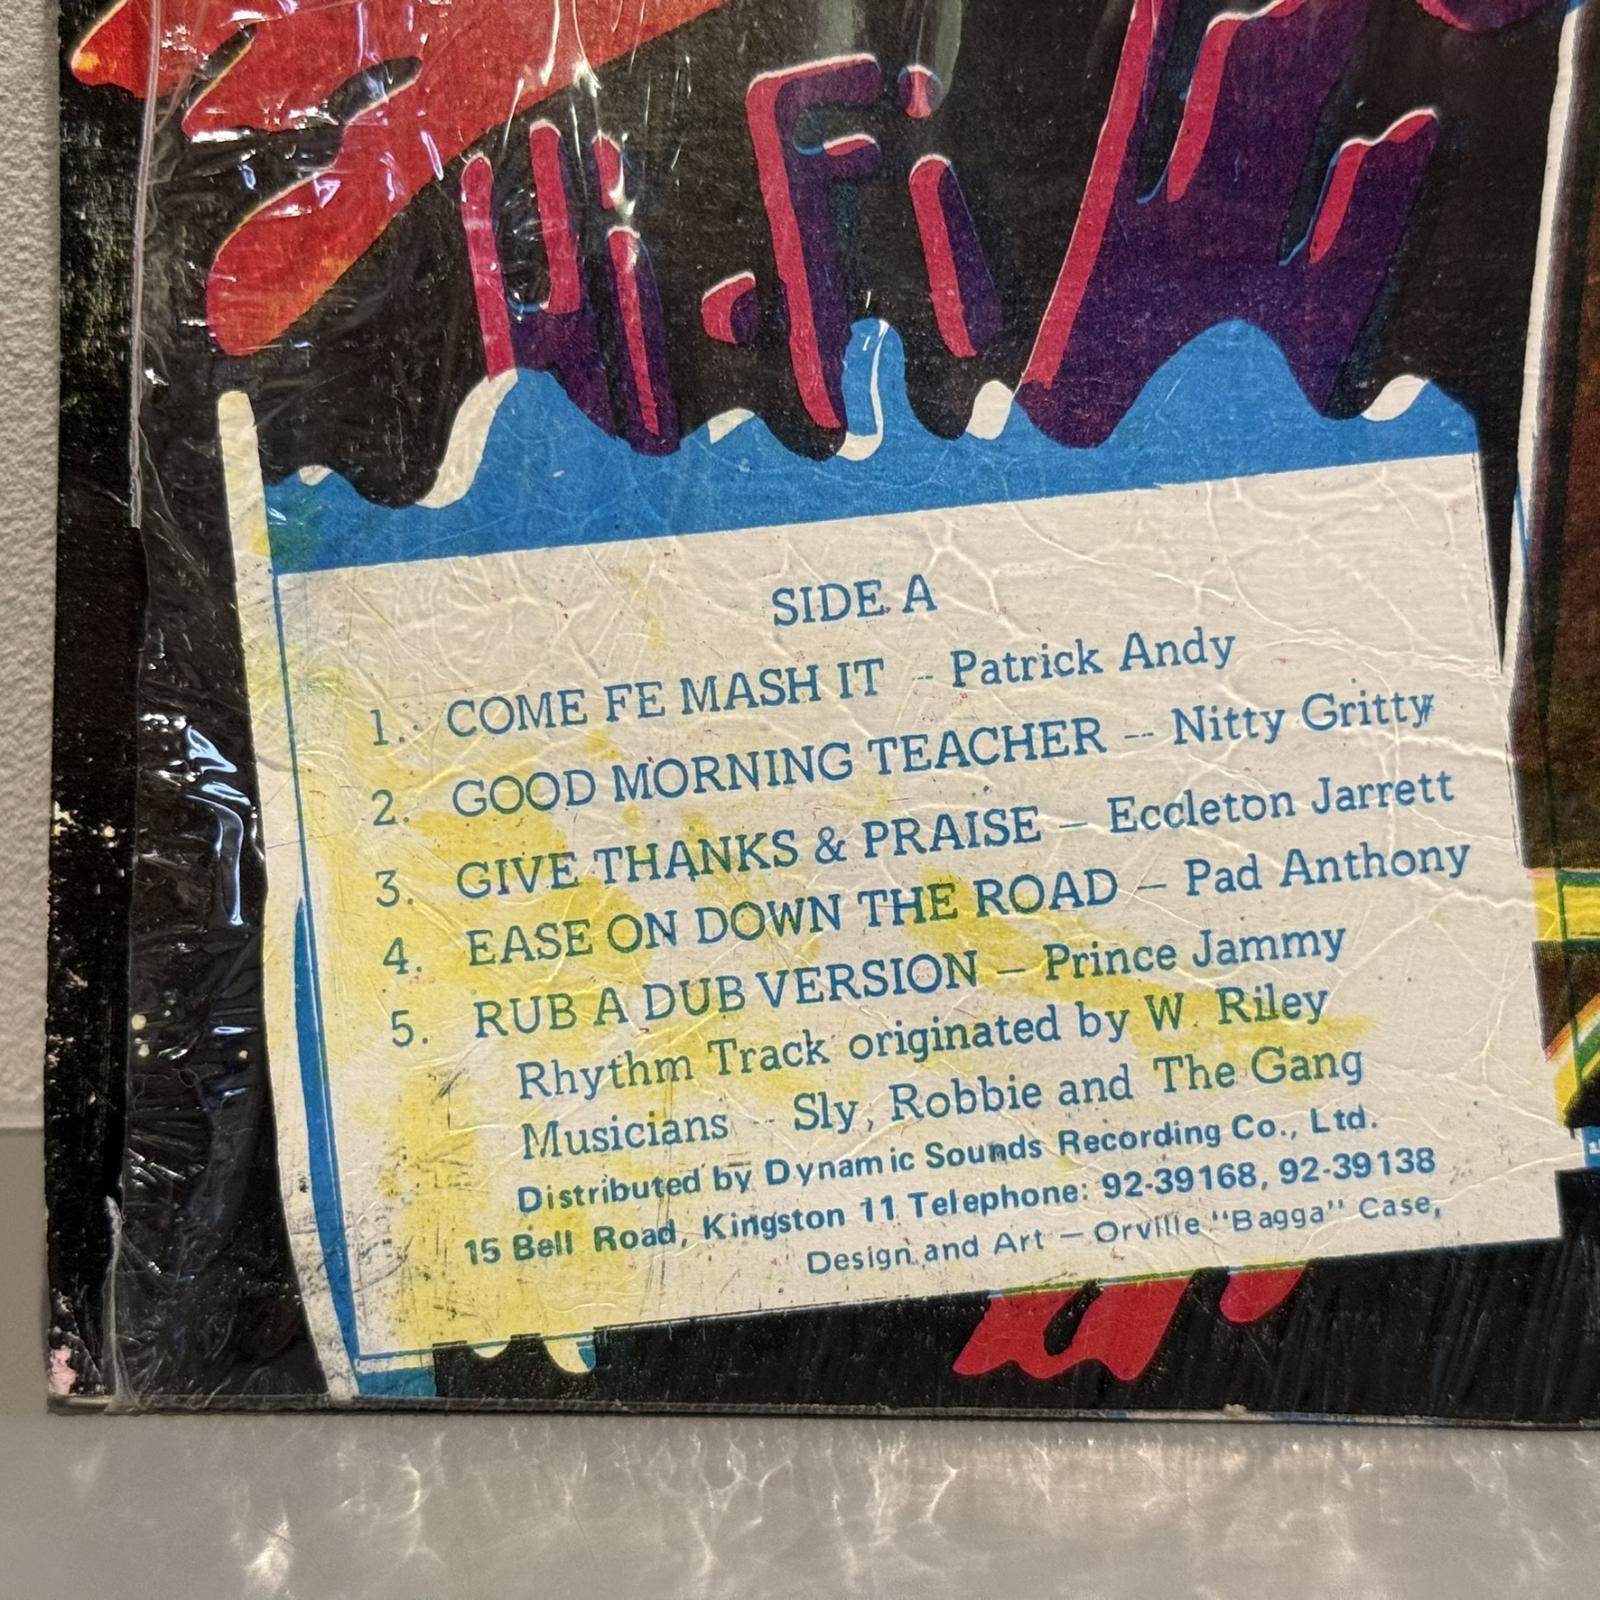 Hi-Fi
SIDE A
1. COME FE MASH IT -- Patrick Andy
2. GOOD MORNING TEACHER -- Nitty Gritty
3. GIVE THANKS & PRAISE – Eccleton Jarrett
4. EASE ON DOWN THE ROAD – Pad Anthony
5. RUB A DUB VERSION – Prince Jammy
Rhythm Track originated by W. Riley
Musicians -- Sly, Robbie and The Gang
Distributed by Dynamic Sounds Recording Co., Ltd.
15 Bell Road, Kingston 11 Telephone: 92-39168, 92-39138
Design and Art – Orville "Bagga" Case,